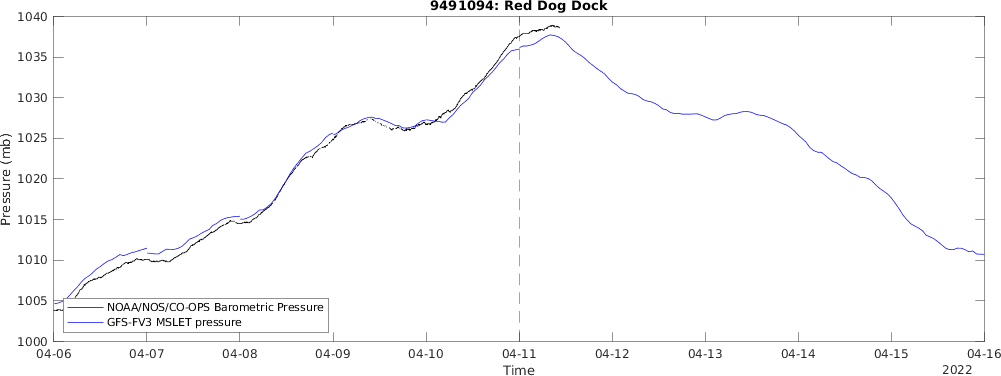 9491094: Red Dog Dock
Pressure (mb)
1040
1035
1030
1025
1020
1015
1010
1005
1000
NOAA/NOS/CO-OPS Barometric Pressure
GFS-FV3 MSLET pressure
04-06 04-07 04-08 04-09 04-10 04-11 04-12 04-13 04-14 04-15 04-16
Time
2022